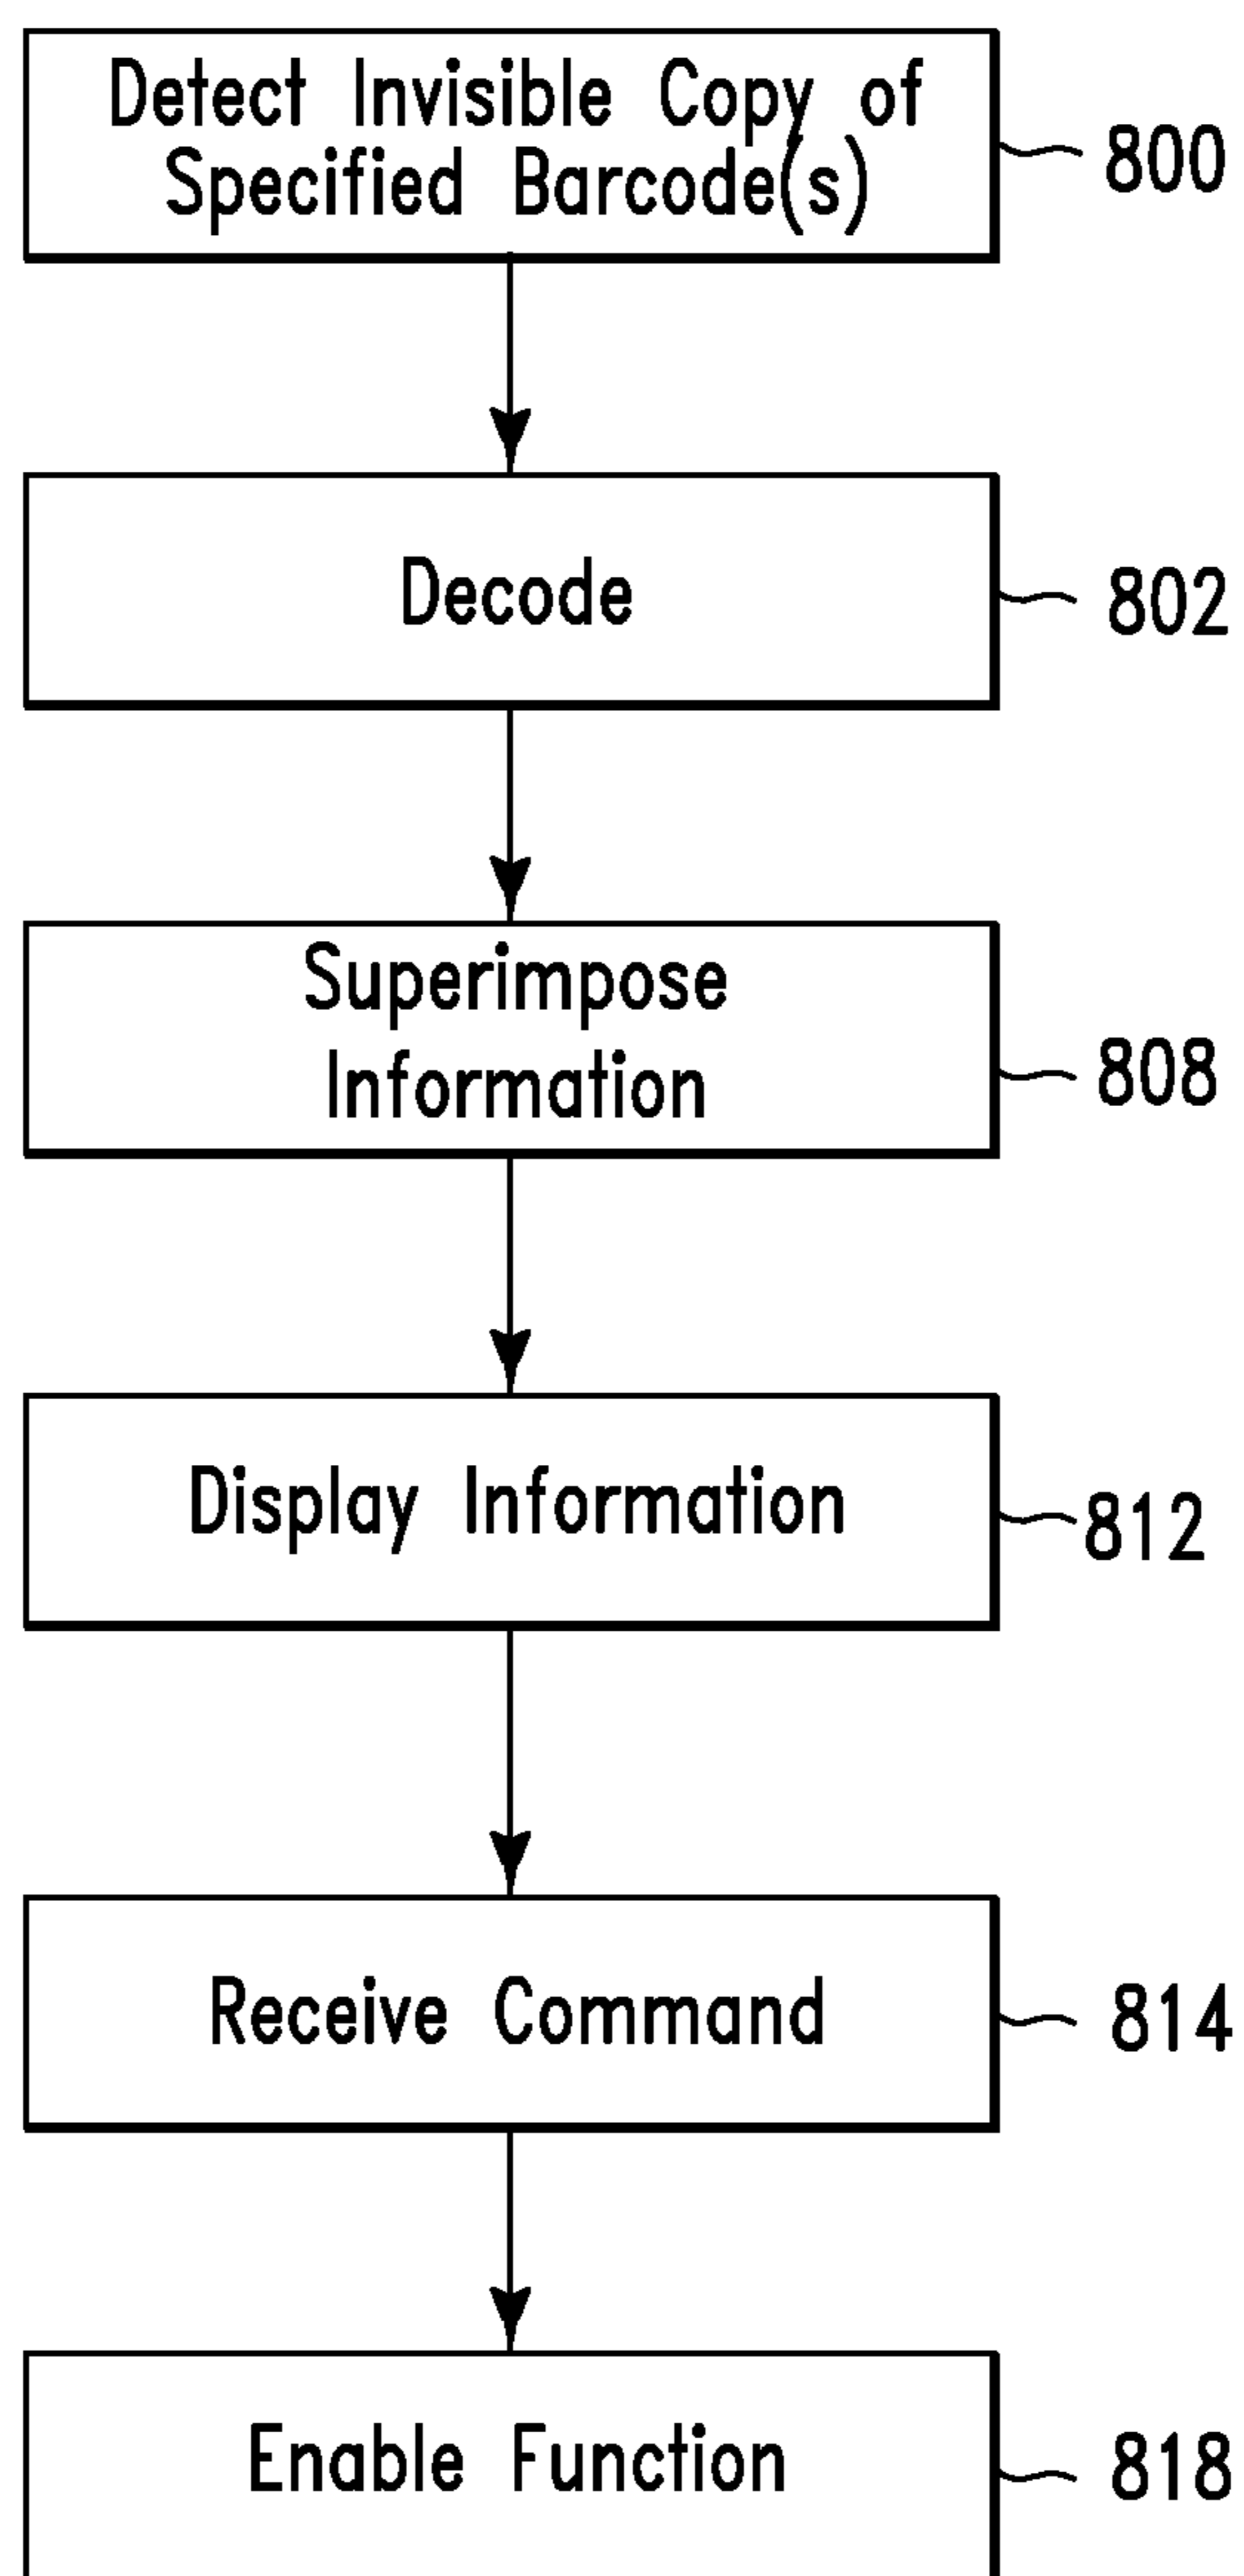 Detect Invisible Copy of
Specified Barcode(s)
800
Decode
802
Superimpose
Information
808
Display Information
812
Receive Command
814
Enable Function
818